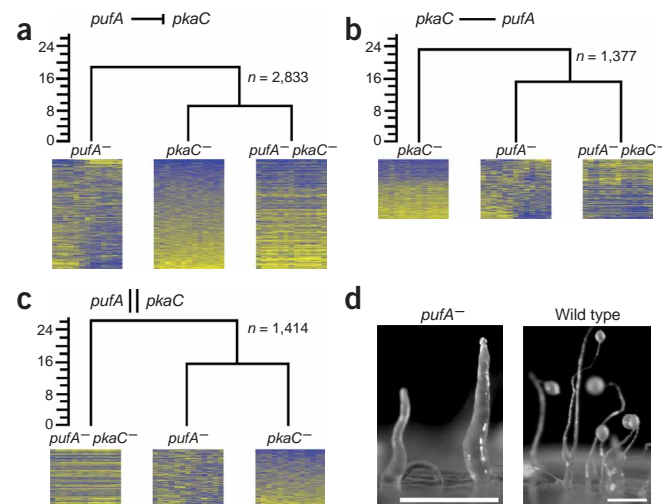 a
pufA pkaC
24
16
8
0
n = 2,833
pufA– pkaC– pufA– pkaC–
b
pkaC pufA
24
16
8
0
n = 1,377
pkaC– pufA– pufA– pkaC–
c
pufA pkaC
24
16
8
0
n = 1,414
pufA– pkaC– pufA– pkaC–
d
pufA– Wild type